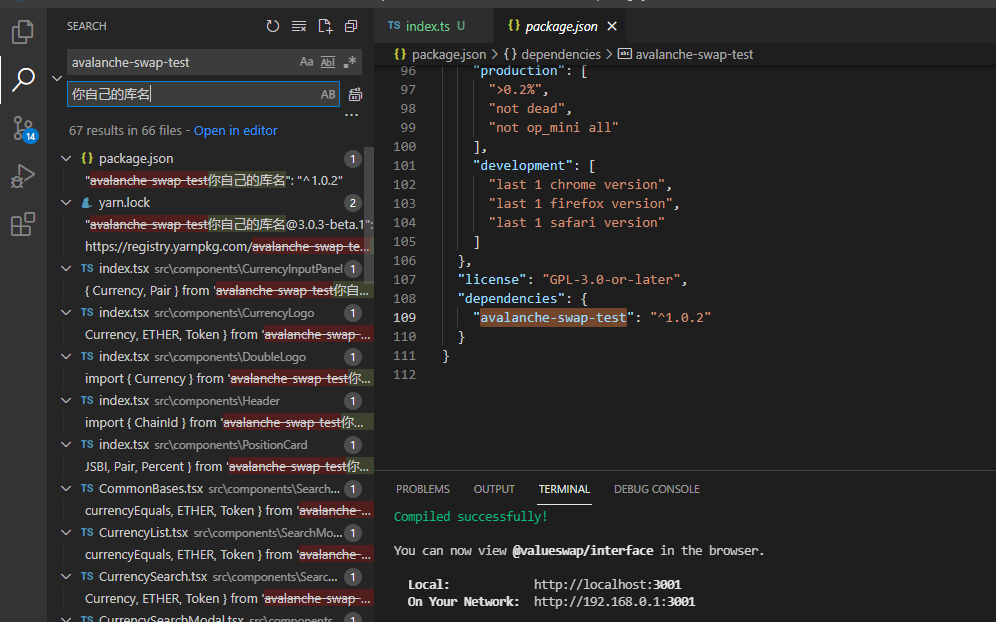 SEARCH
avalanche-swap-test
Aa Abl .*
你自己的库名
AB
...
67 results in 66 files - Open in editor
{} package.json 1
"avalanche-swap-test你自己的库名": "^1.0.2"
yarn.lock 2
"avalanche-swap-test你自己的库名@3.0.3-beta.1":
https://registry.yarnpkg.com/avalanche-swap-te...
TS index.tsx src\components\CurrencyInputPanel 1
{ Currency, Pair } from 'avalanche-swap-test你自...
TS index.tsx src\components\CurrencyLogo 1
Currency, ETHER, Token } from 'avalanche-swap-...
TS index.tsx src\components\DoubleLogo 1
import { Currency } from 'avalanche-swap-test你...
TS index.tsx src\components\Header 1
import { ChainId } from 'avalanche-swap-test你...
TS index.tsx src\components\PositionCard 1
JSBI, Pair, Percent } from 'avalanche-swap-test你...
TS CommonBases.tsx src\components\Search... 1
currencyEquals, ETHER, Token } from 'avalanche-...
TS CurrencyList.tsx src\components\SearchMo... 1
currencyEquals, ETHER, Token } from 'avalanche-...
TS CurrencySearch.tsx src\components\Searc... 1
Currency, ETHER, Token } from 'avalanche-swap-...
TS CurrencySearchModal.tsx src\components... 1
14
TS index.ts U
{} package.json
{} package.json > {} dependencies > abc avalanche-swap-test
96 "production": [
97 ">0.2%",
98 "not dead",
99 "not op_mini all"
100 ],
101 "development": [
102 "last 1 chrome version",
103 "last 1 firefox version",
104 "last 1 safari version"
105 ]
106 },
107 "license": "GPL-3.0-or-later",
108 "dependencies": {
109 "avalanche-swap-test": "^1.0.2"
110 }
111 }
112
PROBLEMS OUTPUT TERMINAL DEBUG CONSOLE
Compiled successfully!
You can now view @valueswap/interface in the browser.
Local: http://localhost:3001
On Your Network: http://192.168.0.1:3001